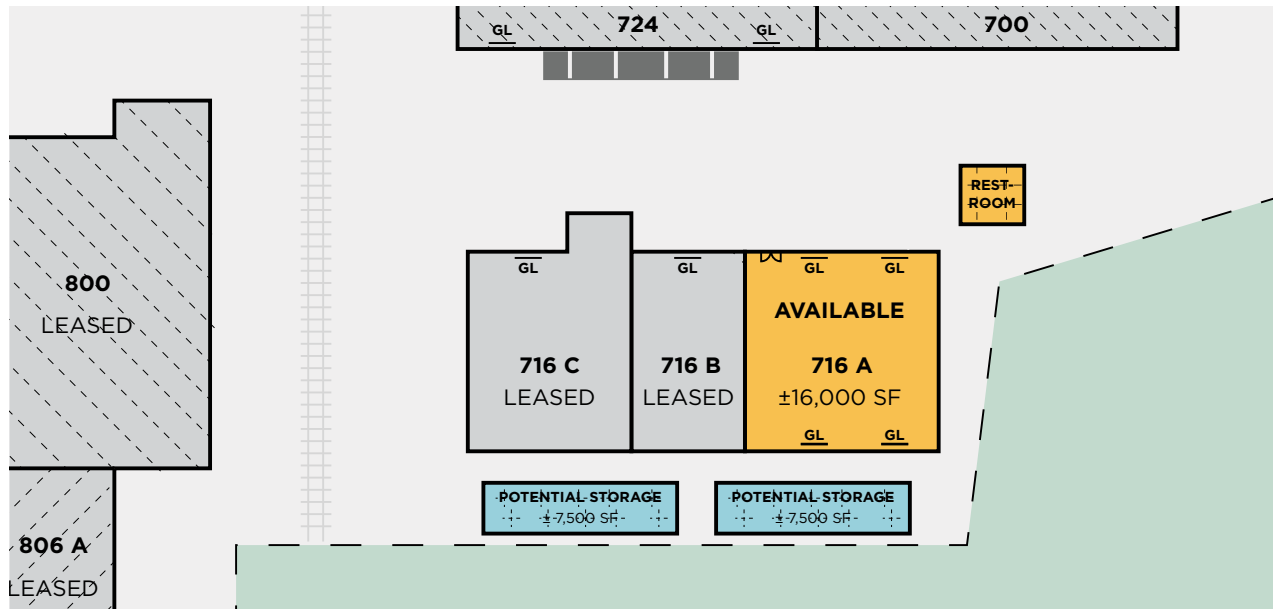 724
GL
GL
700
REST-
ROOM
800
LEASED
GL
GL
GL
GL
AVAILABLE
716 C
LEASED
716 B
LEASED
716 A
±16,000 SF
GL
GL
POTENTIAL STORAGE
± 7,500 SF
POTENTIAL STORAGE
± 7,500 SF
806 A
LEASED